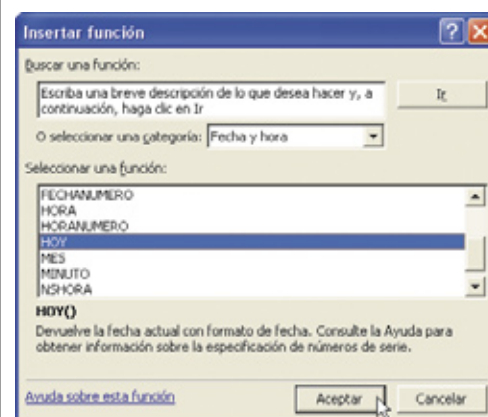 Insertar función
Buscar una función:
Escriba una breve descripción de lo que desea hacer y, a
continuación, haga clic en Ir
Ir
O seleccionar una categoría: Fecha y hora
Seleccionar una función:
FECHANUMERO
HORA
HORANUMERO
HOY
MES
MINUTO
NSHORA
HOY()
Devuelve la fecha actual con formato de fecha. Consulte la Ayuda para
obtener información sobre la especificación de números de serie.
Ayuda sobre esta función
Aceptar
Cancelar